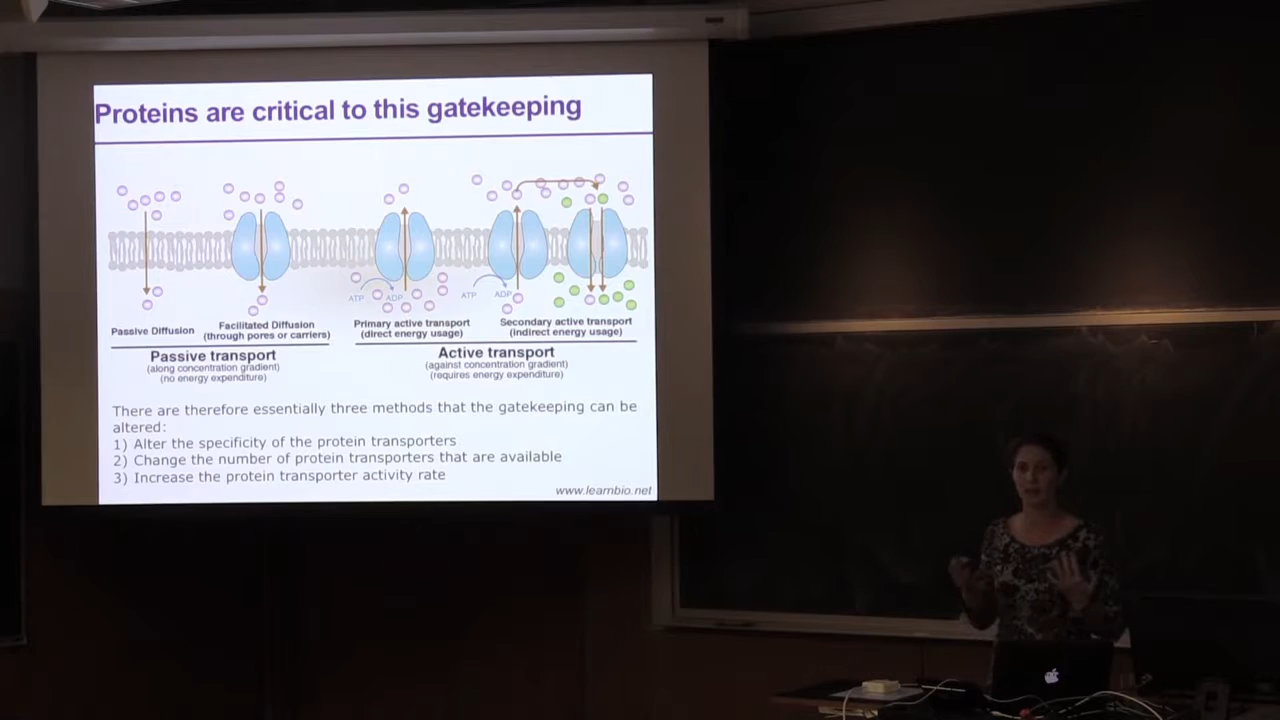 Proteins are critical to this gatekeeping
ATP
ADP
ATP
ADP
Passive Diffusion
Facilitated Diffusion
(through pores or carriers)
Primary active transport
(direct energy usage)
Secondary active transport
(indirect energy usage)
Passive transport
(along concentration gradient)
(no energy expenditure)
Active transport
(against concentration gradient)
(requires energy expenditure)
There are therefore essentially three methods that the gatekeeping can be
altered:
1) Alter the specificity of the protein transporters
2) Change the number of protein transporters that are available
3) Increase the protein transporter activity rate
www.learnbio.net